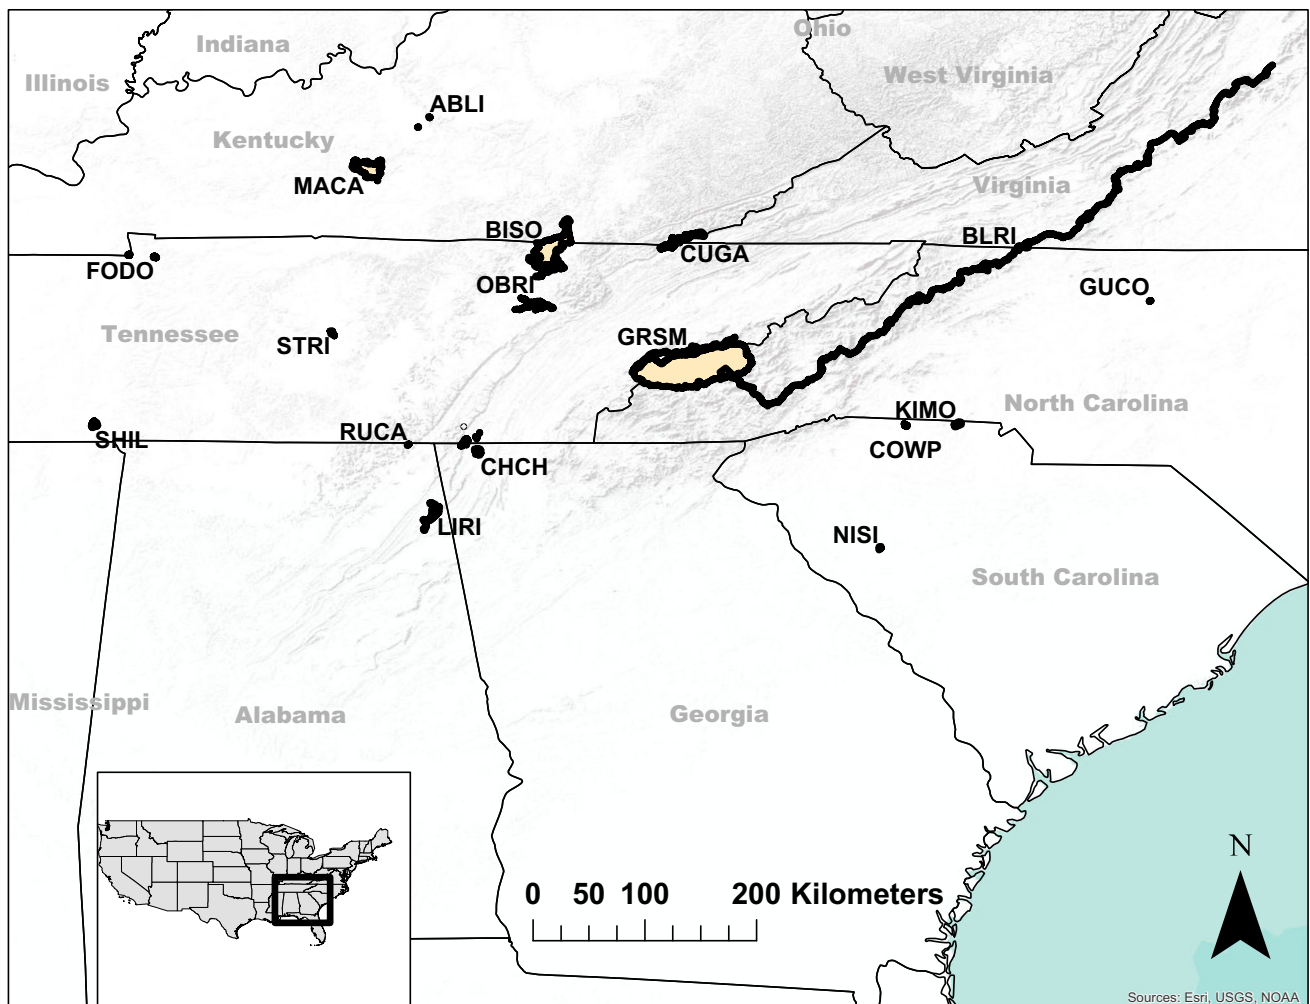 Ohio
Indiana
West Virginia
Illinois
ABLI
Kentucky
MACA
Virginia
BISO
BLRI
CUGA
FODO
OBRI
GUCO
Tennessee
GRSM
STRI
North Carolina
KIMO
SHIL
RUCA
COWP
CHCH
LIRI
NISI
South Carolina
Mississippi
Alabama
Georgia
N
0 50 100 200 Kilometers
Sources: Esri, USGS, NOAA